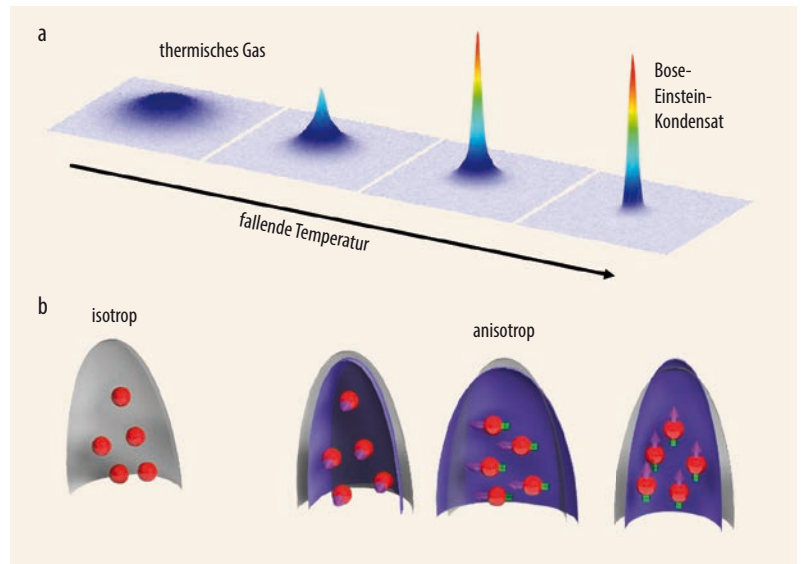 a
thermisches Gas
Bose-
Einstein-
Kondensat
fallende Temperatur
b
isotrop
anisotrop